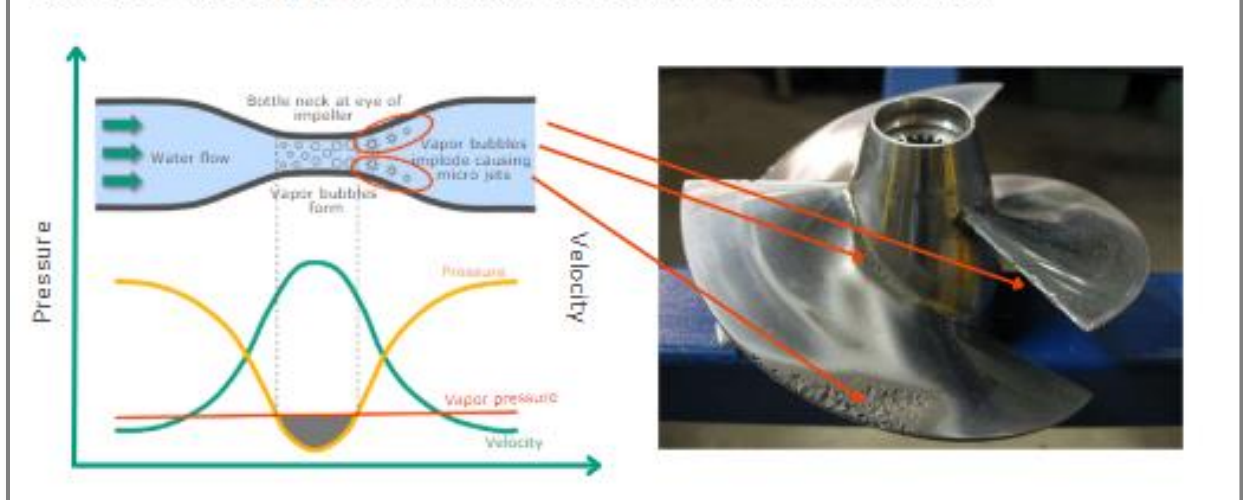 Bottle neck at eye of
impeller
Water flow
Vapor bubbles
implode causing
micro jets
Vapor bubbles
form
Pressure
Velocity
Pressure
Vapor pressure
Velocity